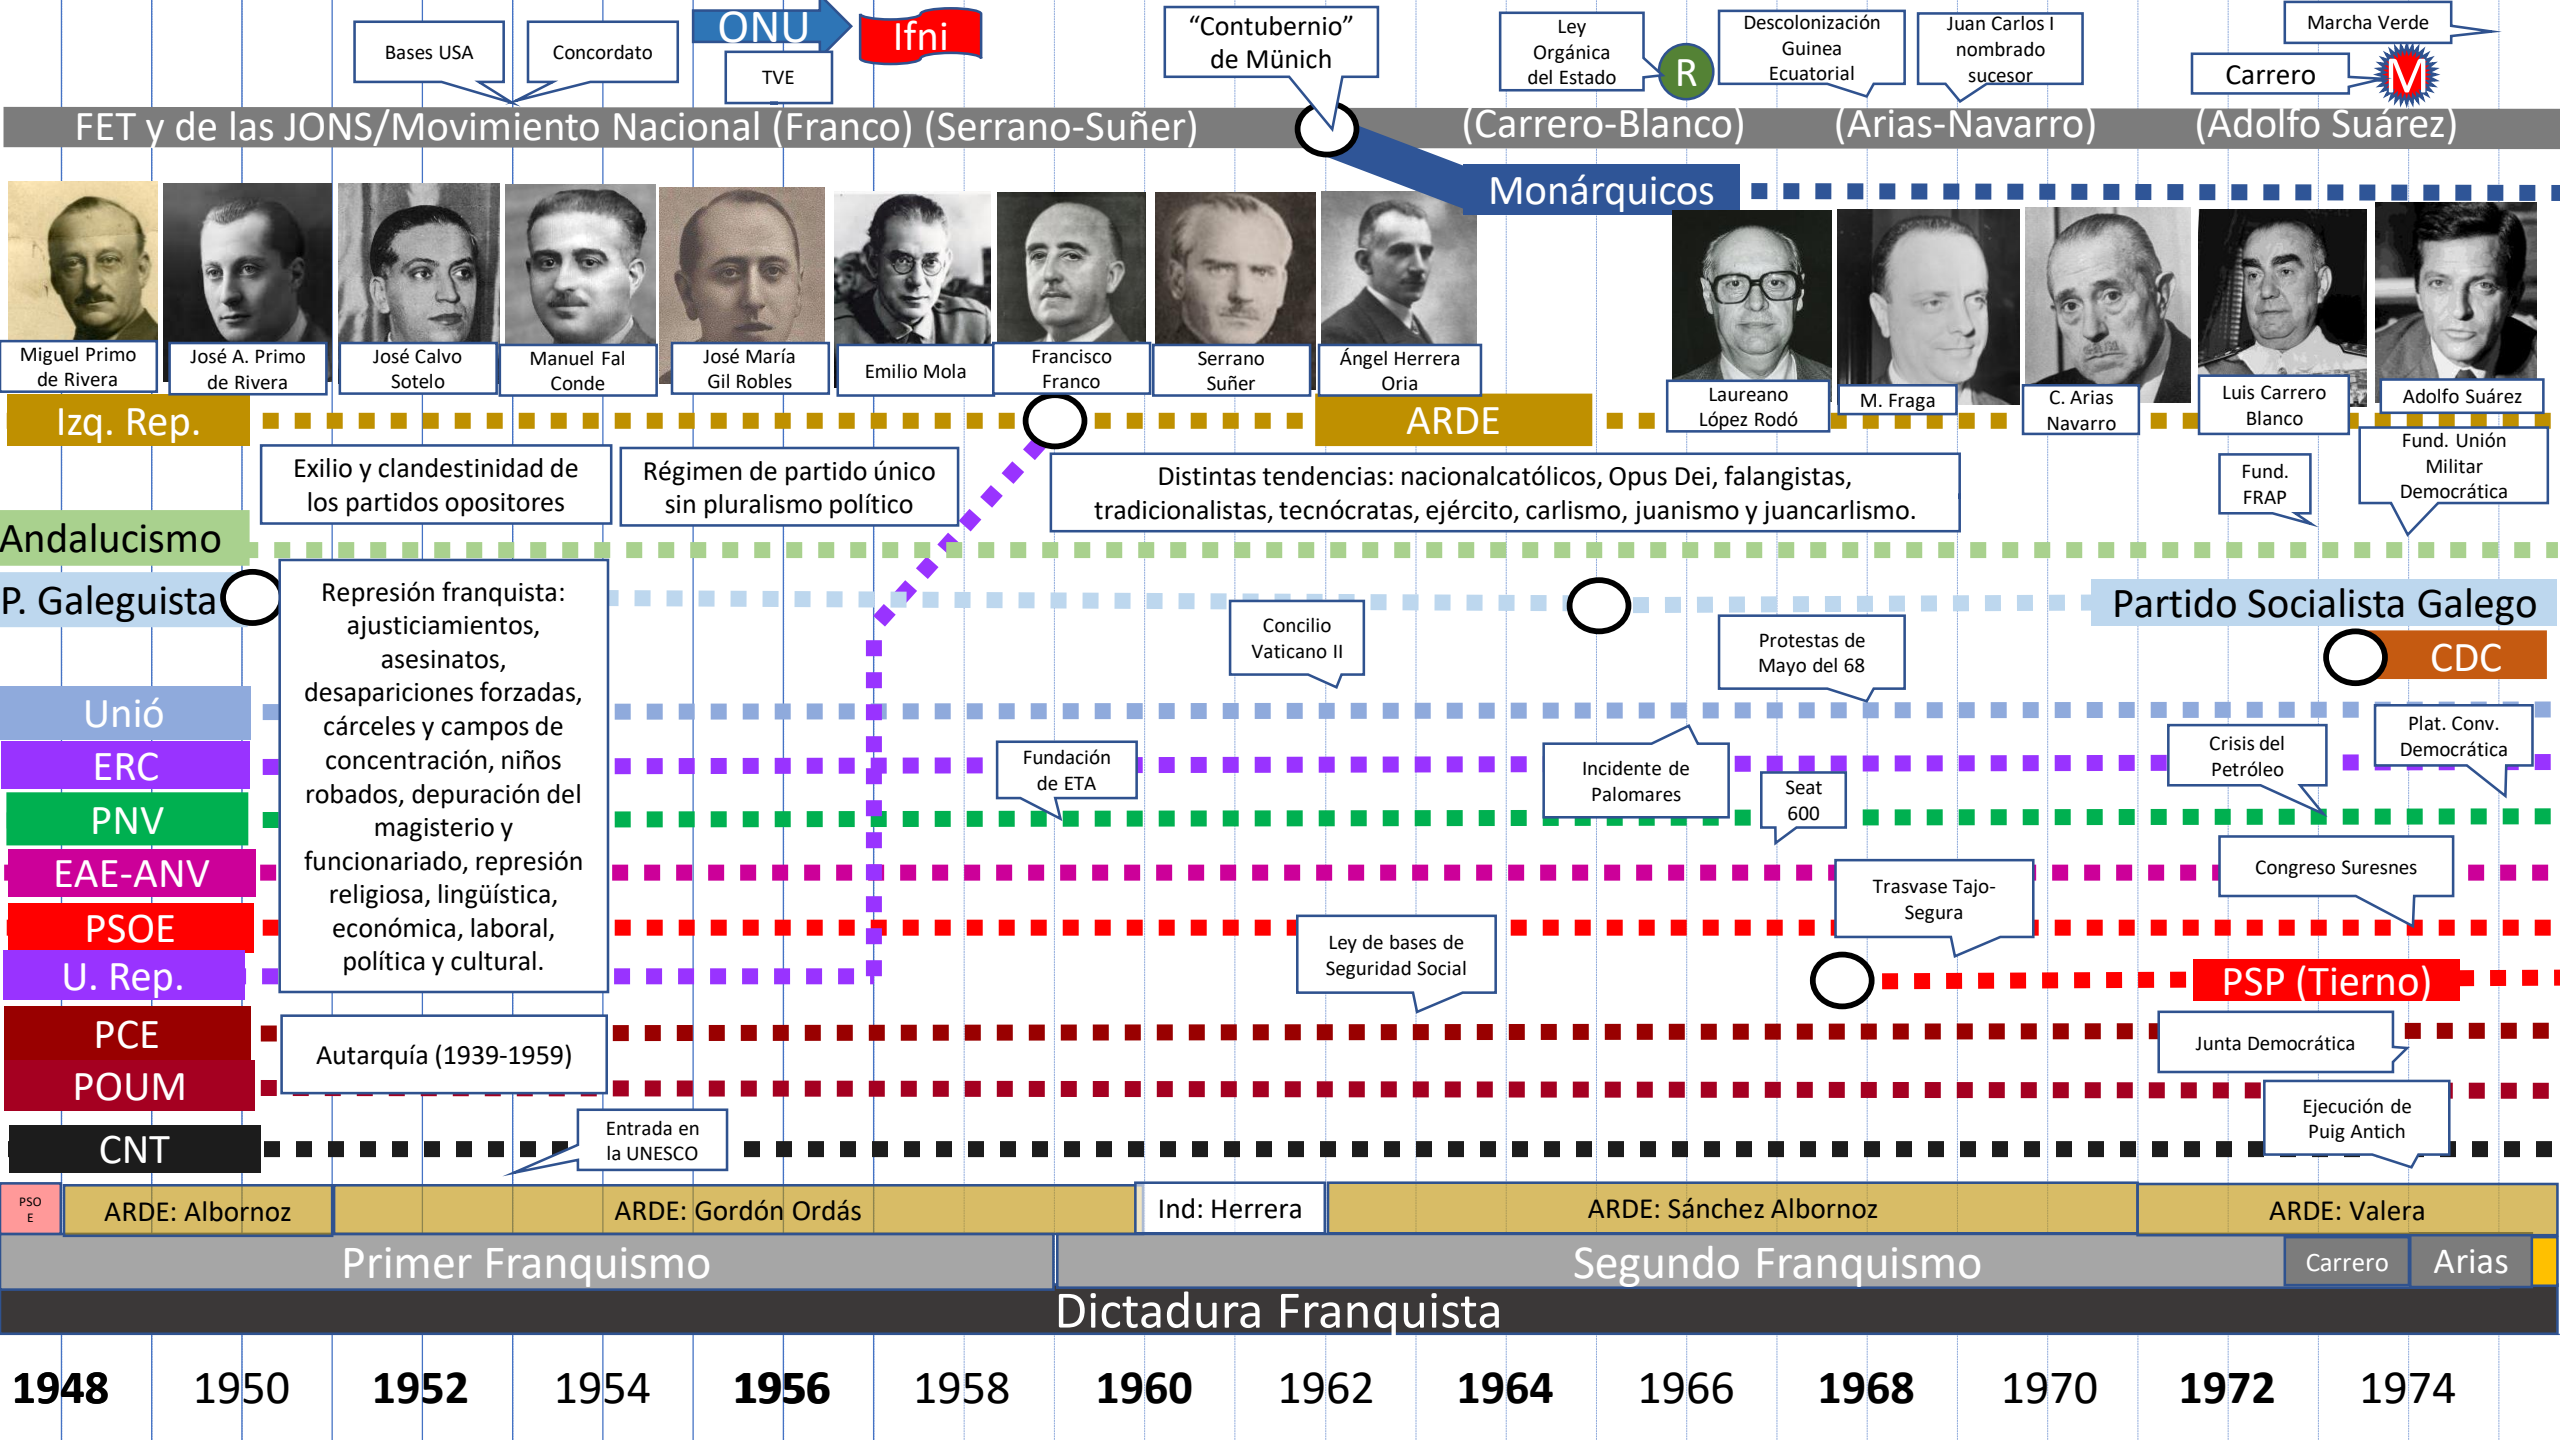 ONU
Ifni
Bases USA
Concordato
TVE
“Contubernio”
de Münich
Ley
Orgánica
del Estado
R
Descolonización
Guinea
Ecuatorial
Juan Carlos I
nombrado
sucesor
Marcha Verde
Carrero
M
FET y de las JONS/Movimiento Nacional (Franco) (Serrano-Suñer)
(Carrero-Blanco)
(Arias-Navarro)
(Adolfo Suárez)
Monárquicos
Miguel Primo
de Rivera
José A. Primo
de Rivera
José Calvo
Sotelo
Manuel Fal
Conde
José María
Gil Robles
Emilio Mola
Francisco
Franco
Serrano
Suñer
Ángel Herrera
Oria
Laureano
López Rodó
M. Fraga
C. Arias
Navarro
Luis Carrero
Blanco
Adolfo Suárez
Izq. Rep.
ARDE
Exilio y clandestinidad de
los partidos opositores
Régimen de partido único
sin pluralismo político
Distintas tendencias: nacionalcatólicos, Opus Dei, falangistas,
tradicionalistas, tecnócratas, ejército, carlismo, juanismo y juancarlismo.
Fund.
FRAP
Fund. Unión
Militar
Democrática
Andalucismo
P. Galeguista
Represión franquista:
ajusticiamientos,
asesinatos,
desapariciones forzadas,
cárceles y campos de
concentración, niños
robados, depuración del
magisterio y
funcionariado, represión
religiosa, lingüística,
económica, laboral,
política y cultural.
Concilio
Vaticano II
Protestas de
Mayo del 68
Partido Socialista Galego
CDC
Unió
ERC
PNV
EAE-ANV
PSOE
U. Rep.
PCE
POUM
CNT
Fundación
de ETA
Incidente de
Palomares
Seat
600
Crisis del
Petróleo
Plat. Conv.
Democrática
Trasvase Tajo-
Segura
Congreso Suresnes
Ley de bases de
Seguridad Social
PSP (Tierno)
Autarquía (1939-1959)
Junta Democrática
Entrada en
la UNESCO
Ejecución de
Puig Antich
PSO
E
ARDE: Albornoz
ARDE: Gordón Ordás
Ind: Herrera
ARDE: Sánchez Albornoz
ARDE: Valera
Primer Franquismo
Segundo Franquismo
Carrero
Arias
Dictadura Franquista
1948 1950 1952 1954 1956 1958 1960 1962 1964 1966 1968 1970 1972 1974